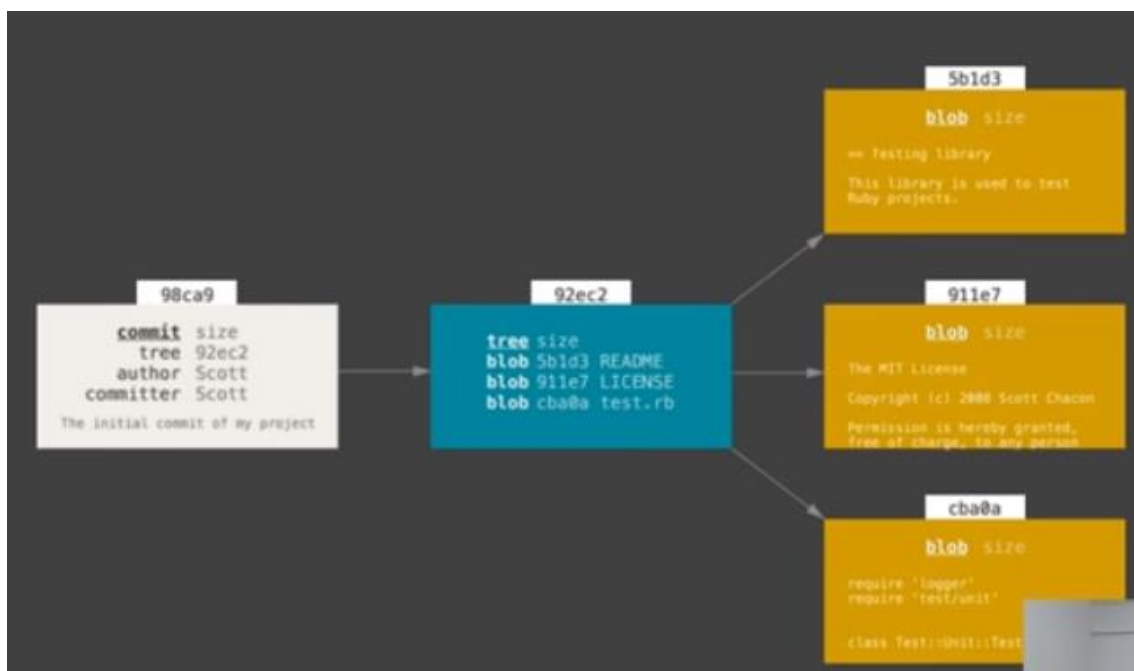 98ca9
commit size
tree 92ec2
author Scott
committer Scott
The initial commit of my project
92ec2
tree size
blob 5b1d3 README
blob 911e7 LICENSE
blob cba0a test.rb
5b1d3
blob size
== Testing library
This library is used to test
Ruby projects.
911e7
blob size
The MIT License
Copyright (c) 2008 Scott Chacon
Permission is hereby granted,
free of charge, to any person
cba0a
blob size
require 'logger'
require 'test/unit'
class Test::Unit::Test